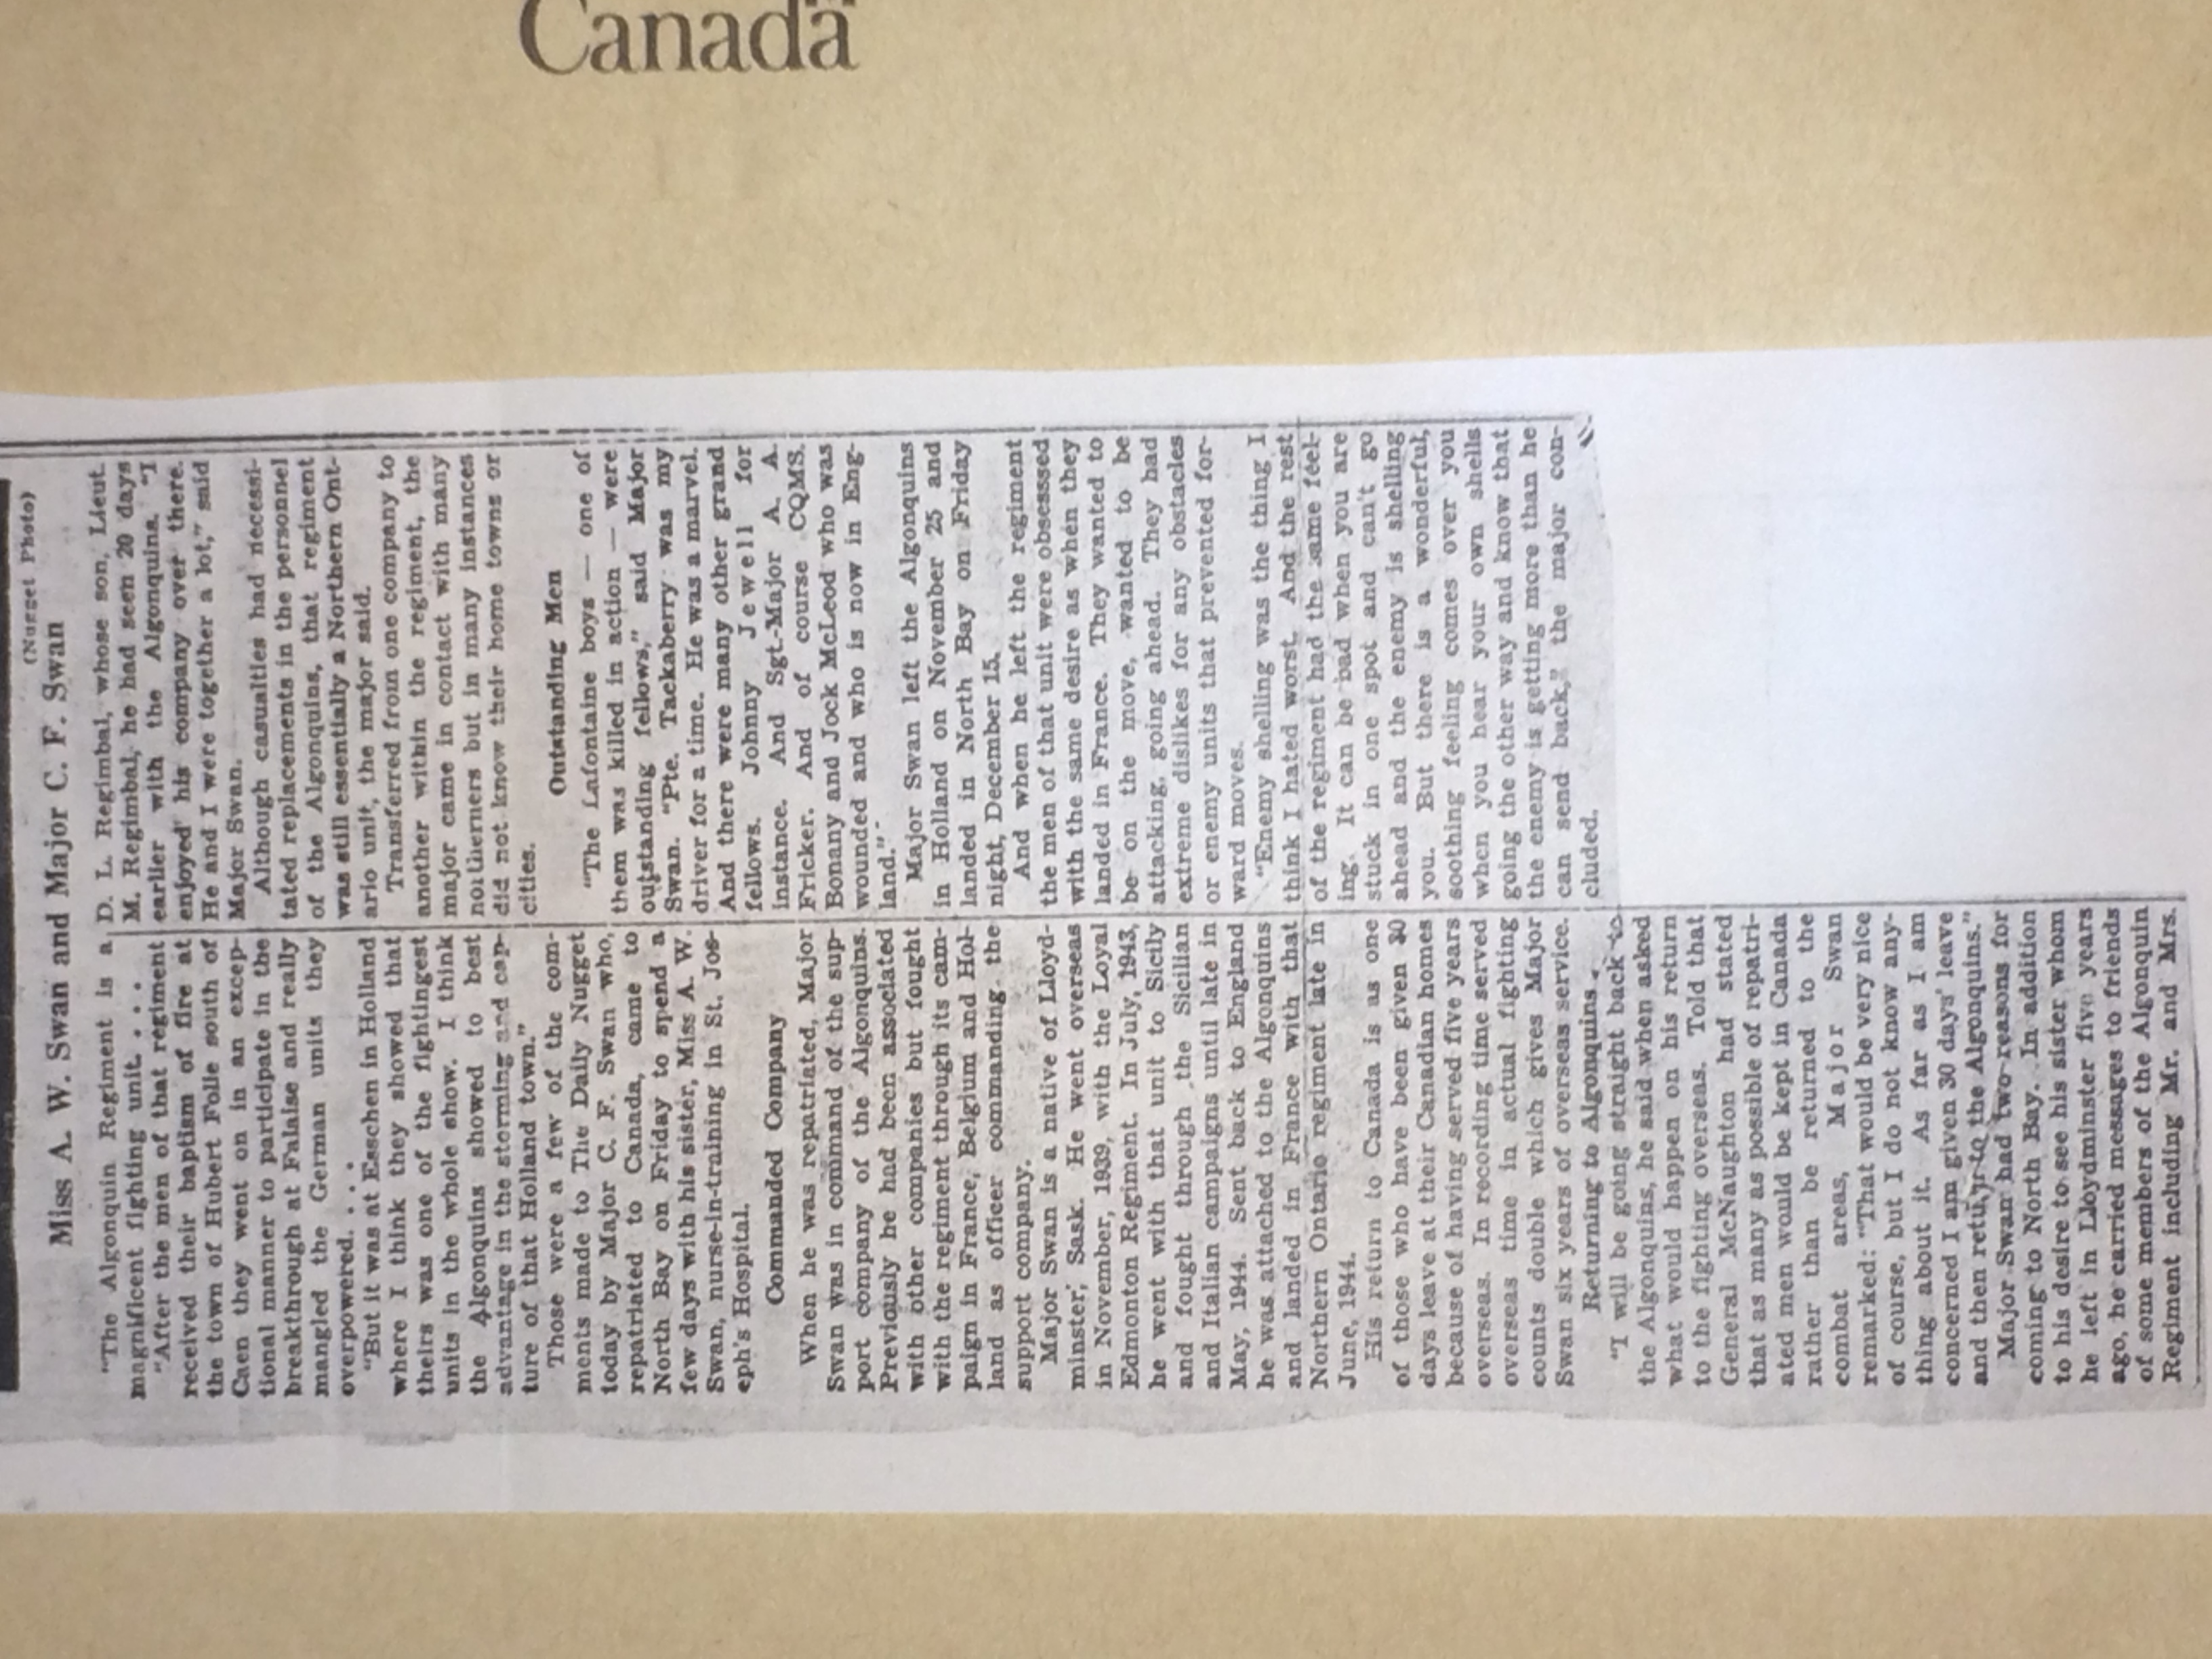 Canada
(Nugget Photo)
Miss A. W. Swan and Major C. F. Swan
"The Algonquin Regiment is a
magnificent fighting unit. . . .
"After the men of that regiment
received their baptism of fire at
the town of Hubert Folie south of
Caen they went on in an excep-
tional manner to participate in the
breakthrough at Falaise and really
mangled the German units they
overpowered. . . .
"But it was at Esschen in Holland
where I think they showed that
theirs was one of the fightingest
units in the whole show. I think
the Algonquins showed to best
advantage in the storming and cap-
ture of that Holland town."
Those were a few of the com-
ments made to The Daily Nugget
today by Major C. F. Swan who,
repatriated to Canada, came to
North Bay on Friday to spend a
few days with his sister, Miss A. W.
Swan, nurse-in-training in St. Jos-
eph's Hospital.
Commanded Company
When he was repatriated, Major
Swan was in command of the sup-
port company of the Algonquins.
Previously he had been associated
with other companies but fought
with the regiment through its cam-
paign in France, Belgium and Hol-
land as officer commanding the
support company.
Major Swan is a native of Lloyd-
minster, Sask. He went overseas
in November, 1939, with the Loyal
Edmonton Regiment. In July, 1943,
he went with that unit to Sicily
and fought through the Sicilian
and Italian campaigns until late in
May, 1944. Sent back to England
he was attached to the Algonquins
and landed in France with that
Northern Ontario regiment late in
June, 1944.
His return to Canada is as one
of those who have been given 30
days leave at their Canadian homes
because of having served five years
overseas. In recording time served
overseas time in actual fighting
counts double which gives Major
Swan six years of overseas service.
Returning to Algonquins
"I will be going straight back to
the Algonquins, he said when asked
what would happen on his return
to the fighting overseas. Told that
General McNaughton had stated
that as many as possible of repatri-
ated men would be kept in Canada
rather than be returned to the
combat areas, Major Swan
remarked: "That would be very nice
of course, but I do not know any-
thing about it. As far as I am
concerned I am given 30 days' leave
and then return to the Algonquins."
Major Swan had two reasons for
coming to North Bay. In addition
to his desire to see his sister whom
he left in Lloydminster five years
ago, he carried messages to friends
of some members of the Algonquin
Regiment including Mr. and Mrs.
D. L. Regimbal, whose son, Lieut.
M. Regimbal, he had seen 20 days
earlier with the Algonquins. "I
enjoyed his company over there.
He and I were together a lot," said
Major Swan.
Although casualties had necessi-
tated replacements in the personnel
of the Algonquins, that regiment
was still essentially a Northern Ont-
ario unit, the major said.
Transferred from one company to
another within the regiment, the
major came in contact with many
northerners but in many instances
did not know their home towns or
cities.
Outstanding Men
"The Lafontaine boys — one of
them was killed in action — were
outstanding fellows," said Major
Swan. "Pte. Tackaberry was my
driver for a time. He was a marvel.
And there were many other grand
fellows. Johnny Jewell for
instance. And Sgt.-Major A. A.
Fricker. And of course CQMS.
Bonany and Jock McLeod who was
wounded and who is now in Eng-
land."
Major Swan left the Algonquins
in Holland on November 25 and
landed in North Bay on Friday
night, December 15.
And when he left the regiment
the men of that unit were obsessed
with the same desire as when they
landed in France. They wanted to
be on the move, wanted to be
attacking, going ahead. They had
extreme dislikes for any obstacles
or enemy units that prevented for-
ward moves.
"Enemy shelling was the thing I
think I hated worst. And the rest
of the regiment had the same feel-
ing. It can be bad when you are
stuck in one spot and can't go
ahead and the enemy is shelling
you. But there is a wonderful,
soothing feeling comes over you
when you hear your own shells
going the other way and know that
the enemy is getting more than he
can send back," the major con-
cluded.